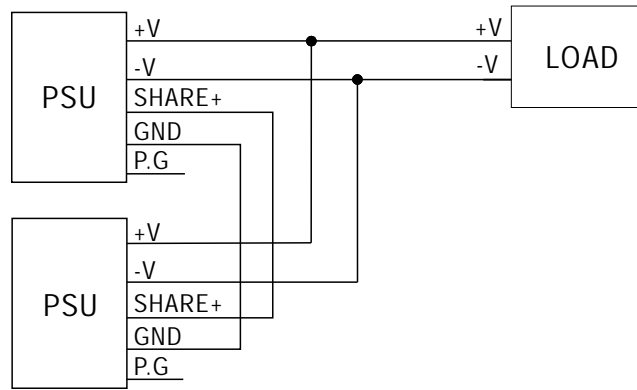 +V
+V
-V
-V
LOAD
PSU
SHARE+
GND
P.G
+V
-V
PSU
SHARE+
GND
P.G